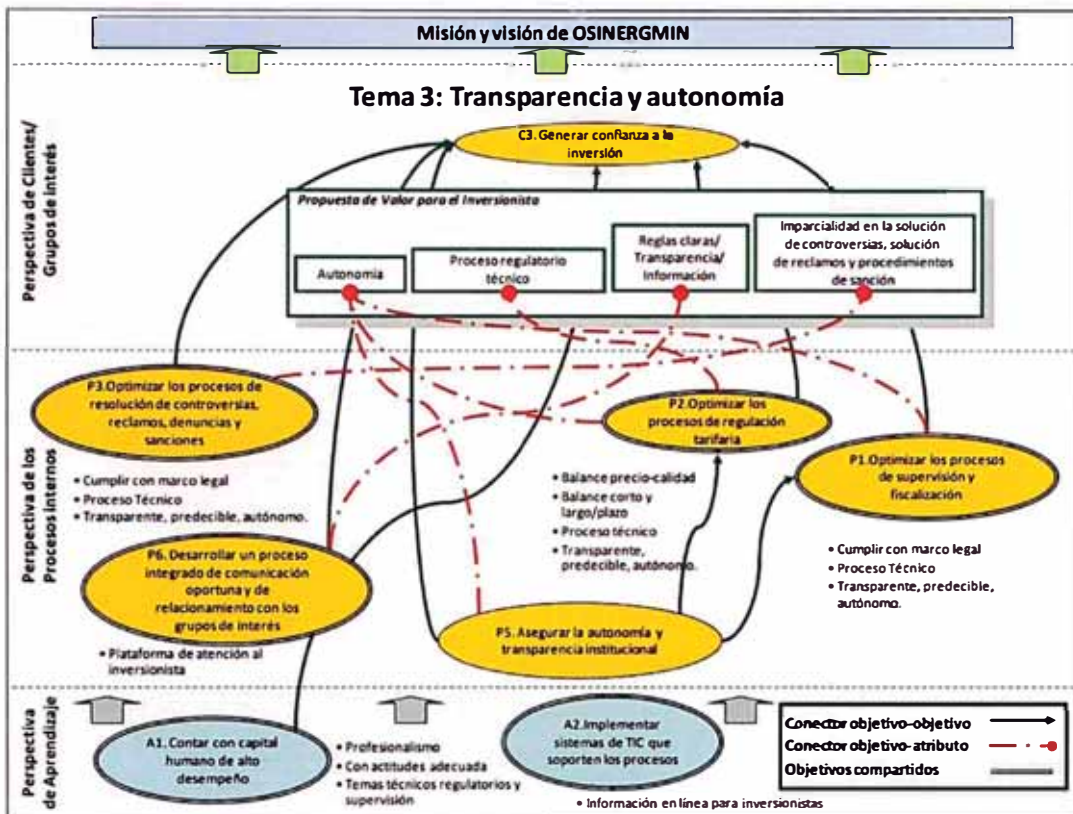 Misión y visión de OSINERGMIN
Tema 3: Transparencia y autonomía
Perspectiva de Clientes/
Grupos de interés
C3. Generar confianza a la
inversión
Propuesta de Valor para el Inversionista
Autonomía
Proceso regulatorio
técnico
Reglas claras/
Transparencia/
Información
Imparcialidad en la solución
de controversias, solución
de reclamos y procedimientos
de sanción
Perspectiva de los
Procesos Internos
P3.Optimizar los procesos de
resolución de controversias,
reclamos, denuncias y
sanciones
• Cumplir con marco legal
• Proceso Técnico
• Transparente, predecible, autónomo.
P2.Optimizar los
procesos de regulación
tarifaria
• Balance precio-calidad
• Balance corto y
largo/plazo
• Proceso técnico
• Transparente,
predecible, autónomo.
P1.Optimizar los procesos
de supervisión y
fiscalización
• Cumplir con marco legal
• Proceso Técnico
• Transparente, predecible,
autónomo.
P6. Desarrollar un proceso
integrado de comunicación
oportuna y de
relacionamiento con los
grupos de interés
• Plataforma de atención al
inversionista
P5. Asegurar la autonomía y
transparencia institucional
Perspectiva
de Aprendizaje
A1. Contar con capital
humano de alto
desempeño
• Profesionalismo
• Con actitudes adecuada
• Temas técnicos regulatorios y
supervisión
A2.Implementar
sistemas de TIC que
soporten los procesos
• Información en línea para inversionistas
Conector objetivo-objetivo
Conector objetivo-atributo
Objetivos compartidos